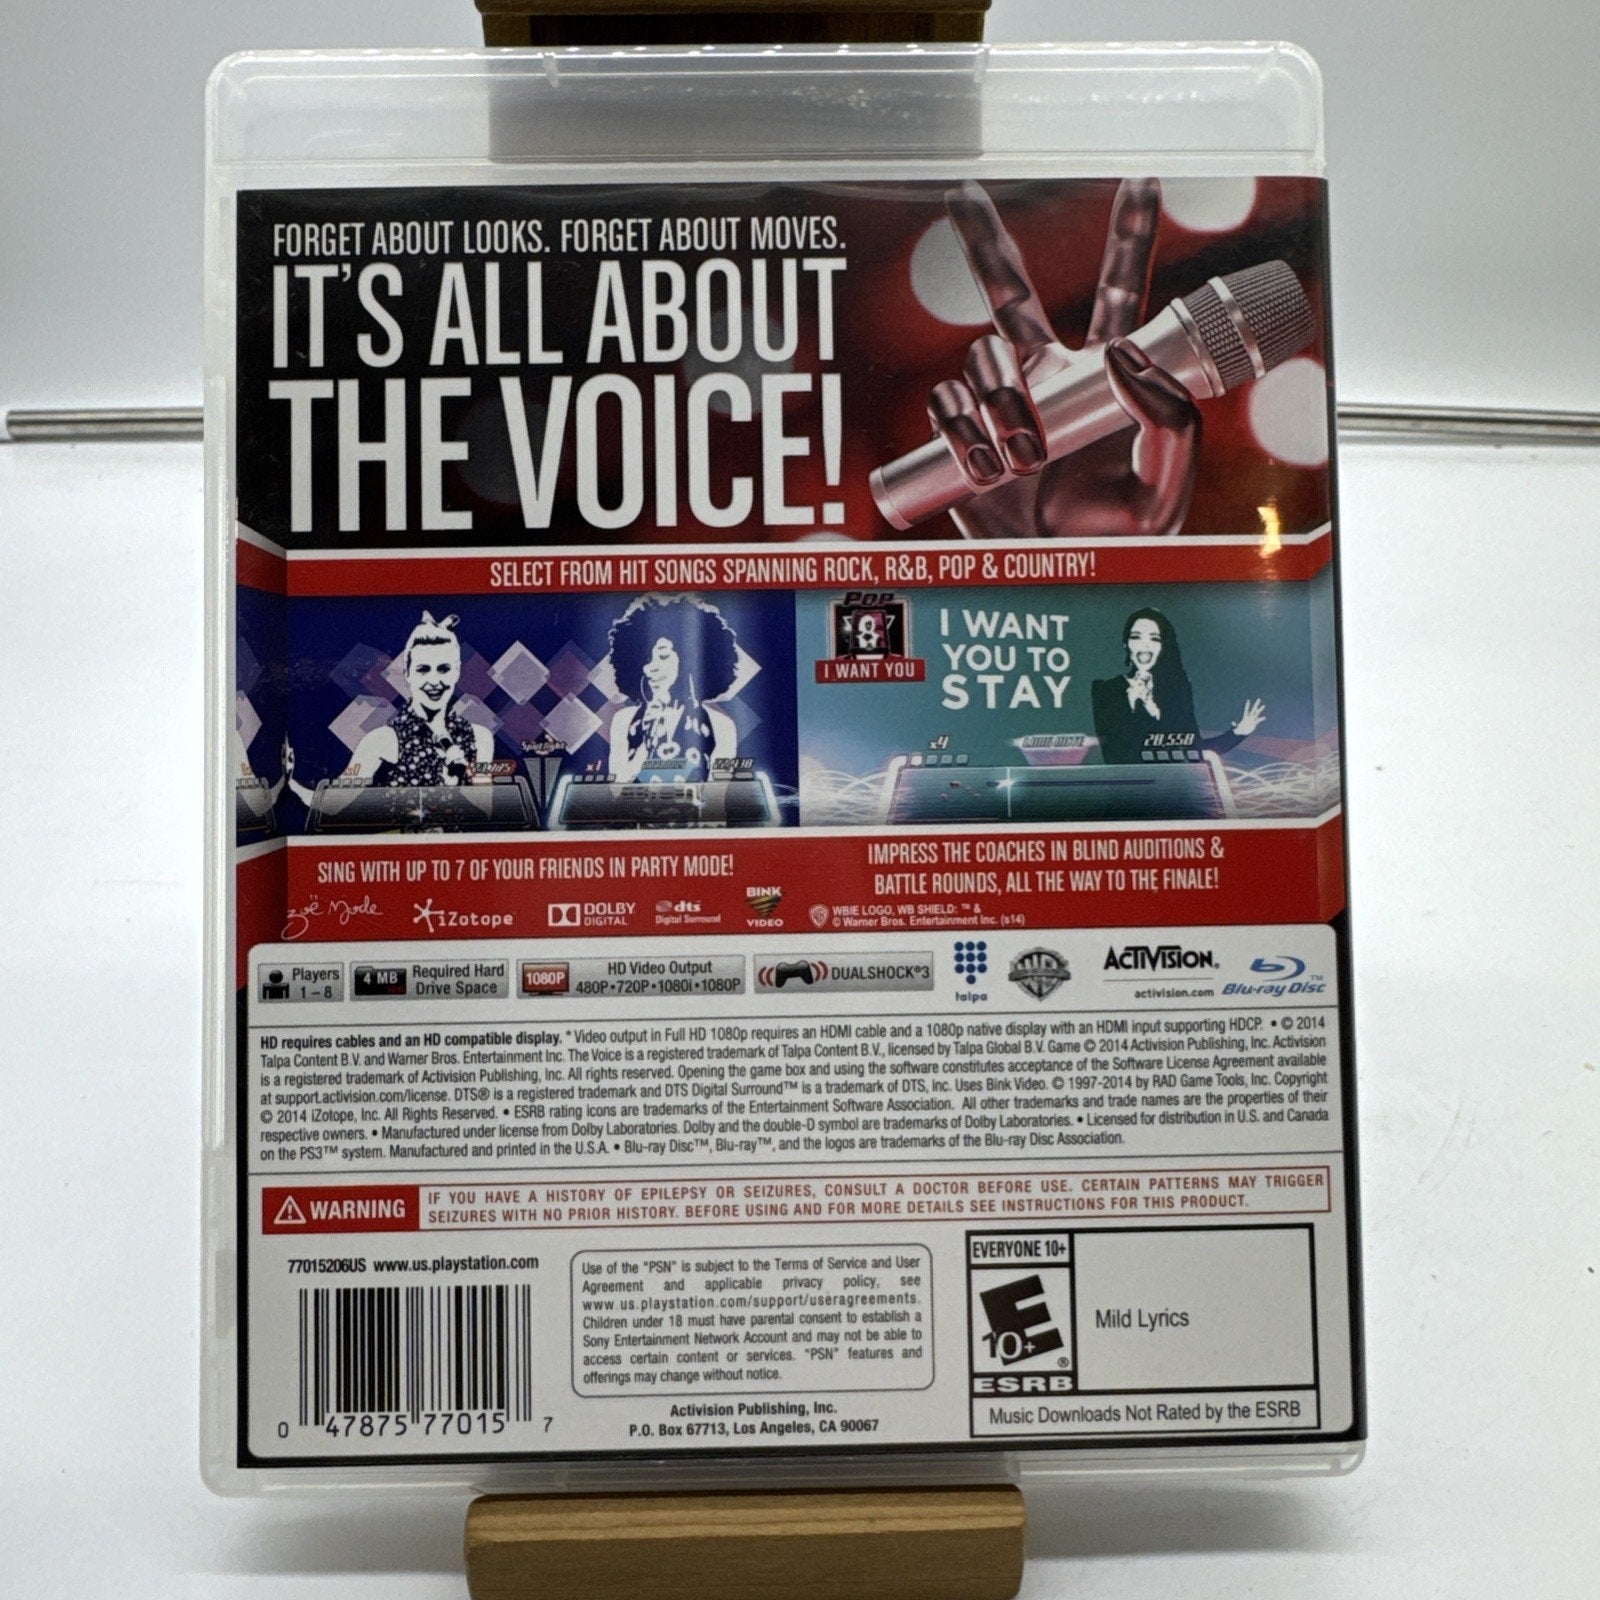 FORGET ABOUT LOOKS. FORGET ABOUT MOVES.
IT'S ALL ABOUT
THE VOICE!
SELECT FROM HIT SONGS SPANNING ROCK, R&B, POP & COUNTRY!
POP
I WANT YOU
I WANT
YOU TO
STAY
Spotlight
x1
x1
22,438
x4
LONG NOTE
28,558
SING WITH UP TO 7 OF YOUR FRIENDS IN PARTY MODE!
IMPRESS THE COACHES IN BLIND AUDITIONS &
BATTLE ROUNDS, ALL THE WAY TO THE FINALE!
zoë mode
iZotope
DOLBY
DIGITAL
dts
Digital Surround
BINK
VIDEO
WBIE LOGO, WB SHIELD: ™ &
© Warner Bros. Entertainment Inc. (s14)
Players
1 – 8
4 MB
Required Hard
Drive Space
1080P
HD Video Output
480P•720P•1080i•1080P
DUALSHOCK®3
talpa
ACTIVISION®
activision.com
Blu-ray Disc™
HD requires cables and an HD compatible display. *Video output in Full HD 1080p requires an HDMI cable and a 1080p native display with an HDMI input supporting HDCP. • © 2014
Talpa Content B.V. and Warner Bros. Entertainment Inc. The Voice is a registered trademark of Talpa Content B.V., licensed by Talpa Global B.V. Game © 2014 Activision Publishing, Inc. Activision
is a registered trademark of Activision Publishing, Inc. All rights reserved. Opening the game box and using the software constitutes acceptance of the Software License Agreement available
at support.activision.com/license. DTS® is a registered trademark and DTS Digital Surround™ is a trademark of DTS, Inc. Uses Bink Video. © 1997-2014 by RAD Game Tools, Inc. Copyright
© 2014 iZotope, Inc. All Rights Reserved. • ESRB rating icons are trademarks of the Entertainment Software Association. All other trademarks and trade names are the properties of their
respective owners. • Manufactured under license from Dolby Laboratories. Dolby and the double-D symbol are trademarks of Dolby Laboratories. • Licensed for distribution in U.S. and Canada
on the PS3™ system. Manufactured and printed in the U.S.A. • Blu-ray Disc™, Blu-ray™, and the logos are trademarks of the Blu-ray Disc Association.
WARNING
IF YOU HAVE A HISTORY OF EPILEPSY OR SEIZURES, CONSULT A DOCTOR BEFORE USE. CERTAIN PATTERNS MAY TRIGGER
SEIZURES WITH NO PRIOR HISTORY. BEFORE USING AND FOR MORE DETAILS SEE INSTRUCTIONS FOR THIS PRODUCT.
77015206US www.us.playstation.com
0 47875 77015 7
Use of the "PSN" is subject to the Terms of Service and User
Agreement and applicable privacy policy, see
www.us.playstation.com/support/useragreements.
Children under 18 must have parental consent to establish a
Sony Entertainment Network Account and may not be able to
access certain content or services. "PSN" features and
offerings may change without notice.
Activision Publishing, Inc.
P.O. Box 67713, Los Angeles, CA 90067
EVERYONE 10+
E
10+
®
ESRB
Mild Lyrics
Music Downloads Not Rated by the ESRB